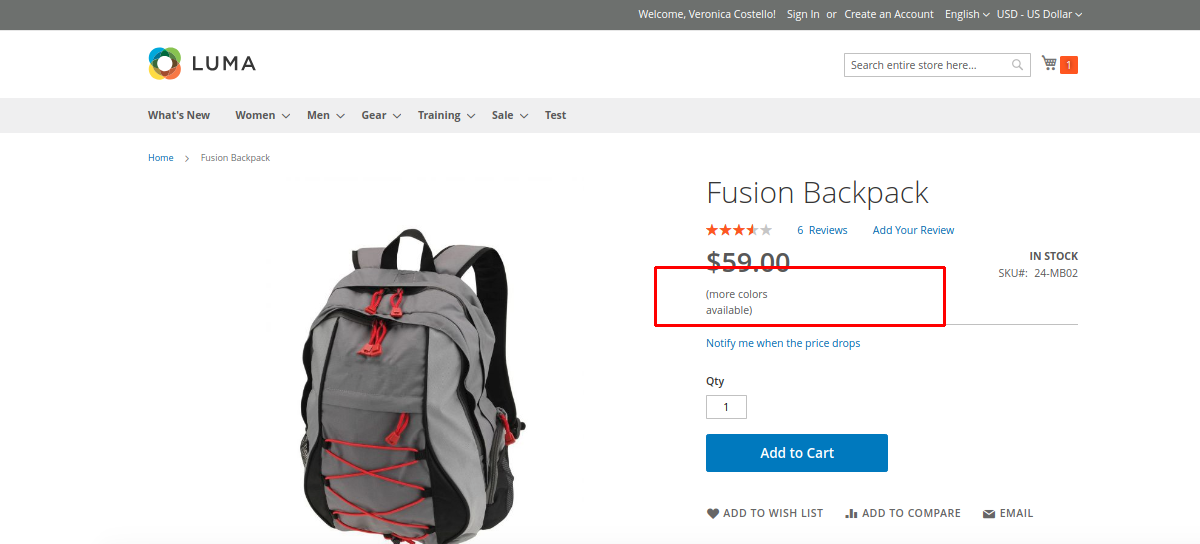 Welcome, Veronica Costello! Sign In or Create an Account English USD - US Dollar
LUMA
Search entire store here...
1
What's New Women Men Gear Training Sale Test
Home Fusion Backpack
Fusion Backpack
6 Reviews Add Your Review
$59.00
IN STOCK
SKU#: 24-MB02
(more colors
available)
Notify me when the price drops
Qty
1
Add to Cart
ADD TO WISH LIST ADD TO COMPARE EMAIL